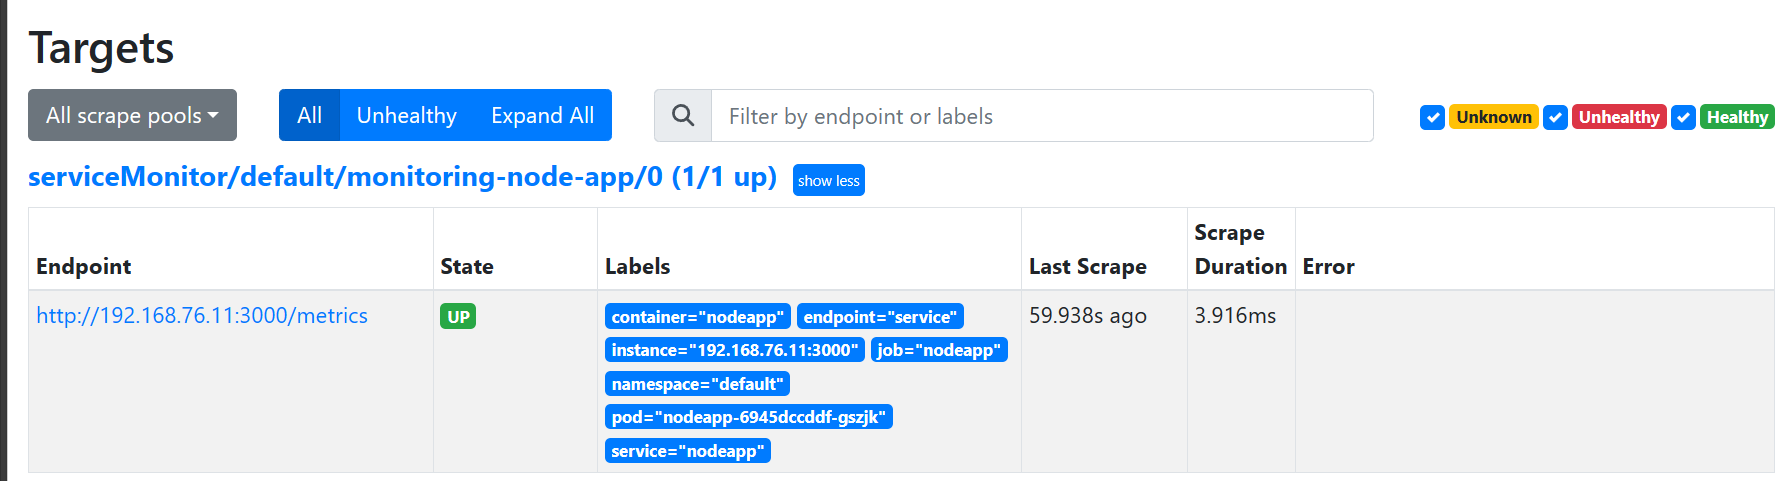 Targets
All scrape pools
All Unhealthy Expand All
Filter by endpoint or labels
Unknown Unhealthy Healthy
serviceMonitor/default/monitoring-node-app/0 (1/1 up) show less
Endpoint State Labels Last Scrape Scrape Duration Error
http://192.168.76.11:3000/metrics UP
container="nodeapp" endpoint="service"
instance="192.168.76.11:3000" job="nodeapp"
namespace="default"
pod="nodeapp-6945dccddf-gszjk"
service="nodeapp"
59.938s ago 3.916ms